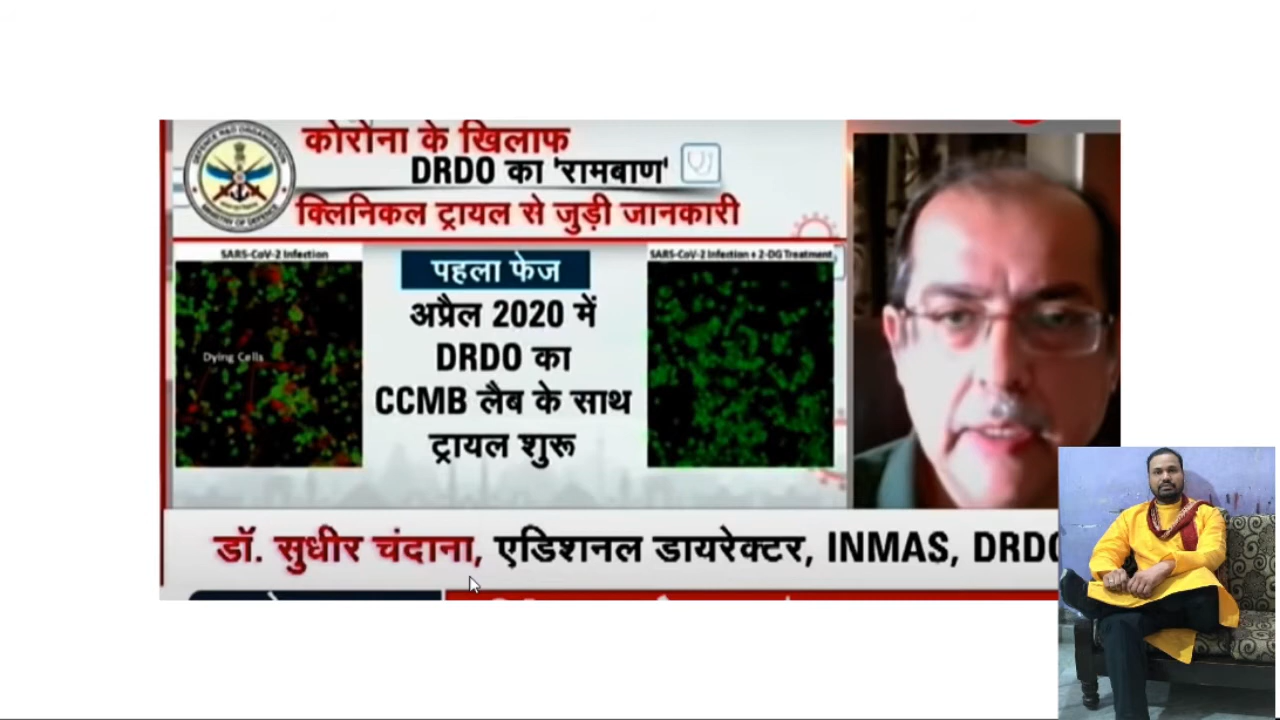 कोरोना के खिलाफ
DRDO का 'रामबाण'
क्लिनिकल ट्रायल से जुड़ी जानकारी
SARS-CoV-2 Infection
पहला फेज
SARS-CoV-2 Infection + 2-DG Treatment
अप्रैल 2020 में
Dying Cells
DRDO का
CCMB लैब के साथ
ट्रायल शुरू
डॉ. सुधीर चंदाना, एडिशनल डायरेक्टर, INMAS, DRDO